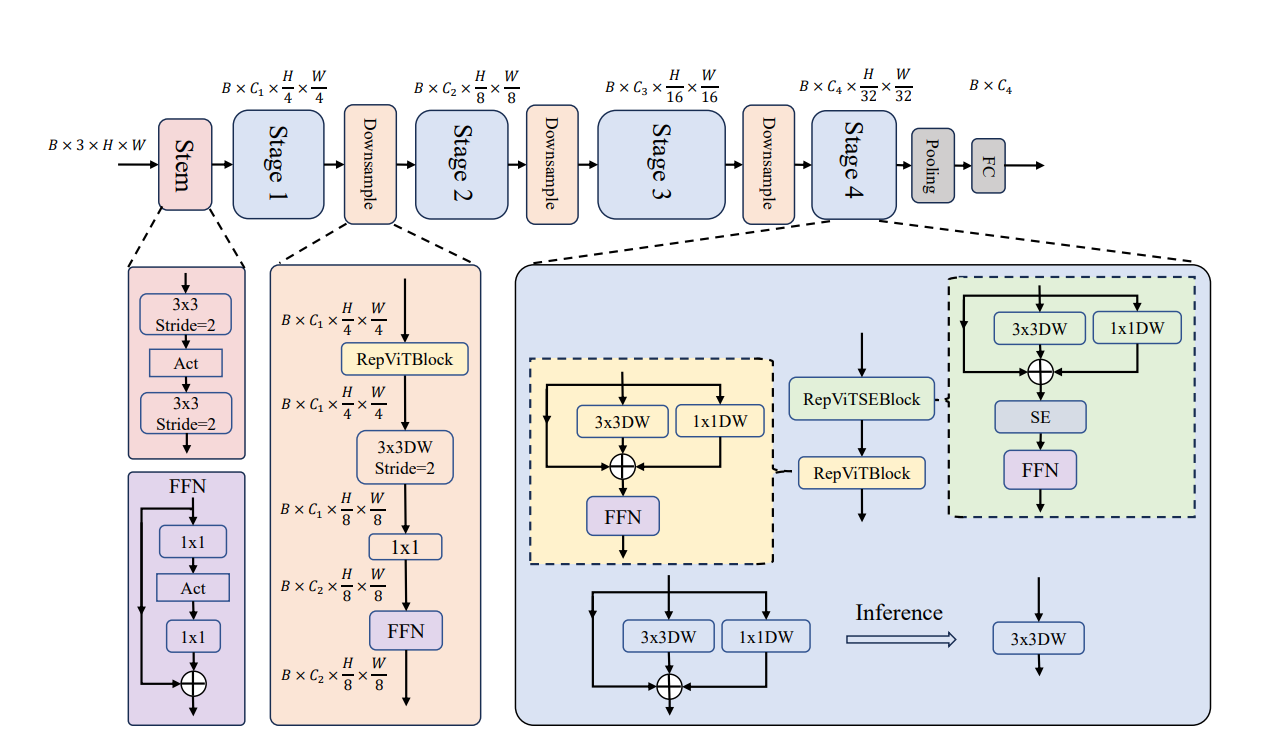 B × C₁ × H/4 × W/4
B × C₂ × H/8 × W/8
B × C₃ × H/16 × W/16
B × C₄ × H/32 × W/32
B × C₄
B × 3 × H × W
Stem
Stage 1
Downsample
Stage 2
Downsample
Stage 3
Downsample
Stage 4
Pooling
FC
3x3
Stride=2
Act
3x3
Stride=2
FFN
1x1
Act
1x1
B × C₁ × H/4 × W/4
RepViTBlock
B × C₁ × H/4 × W/4
3x3DW
Stride=2
B × C₁ × H/8 × W/8
1x1
B × C₂ × H/8 × W/8
FFN
B × C₂ × H/8 × W/8
3x3DW
1x1DW
FFN
RepViTSEBlock
RepViTBlock
3x3DW
1x1DW
SE
FFN
3x3DW
1x1DW
Inference
3x3DW